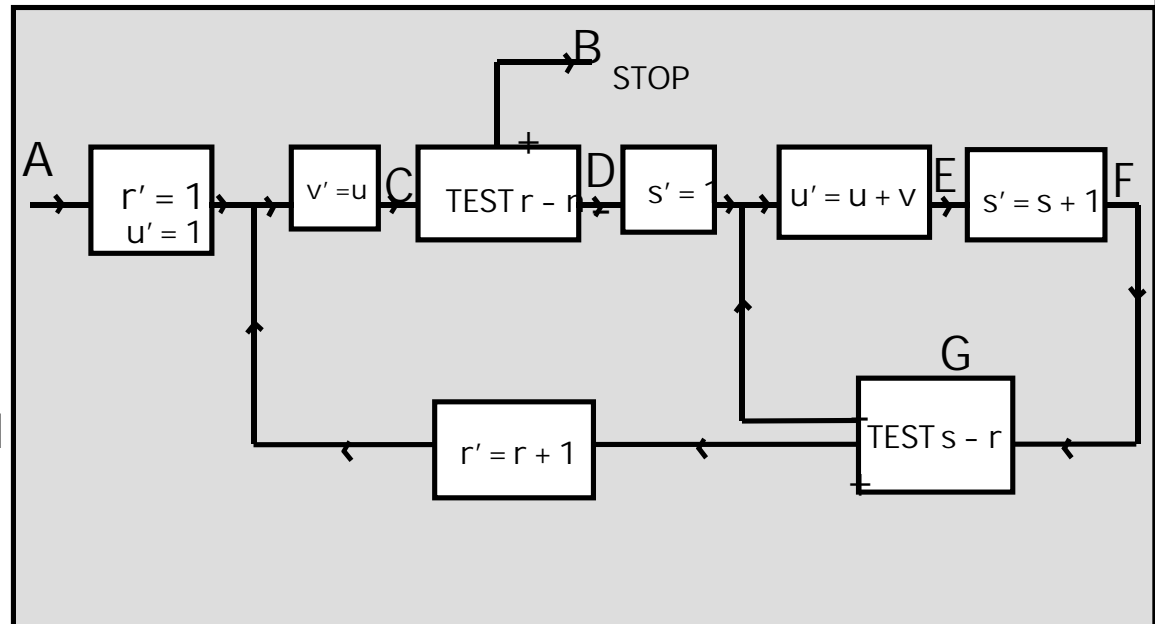 B
STOP
A
r′ = 1
u′ = 1
v′ = u
C
+
TEST r – n
D
–
s′ = 1
u′ = u + v
E
s′ = s + 1
F
G
–
TEST s – r
+
r′ = r + 1